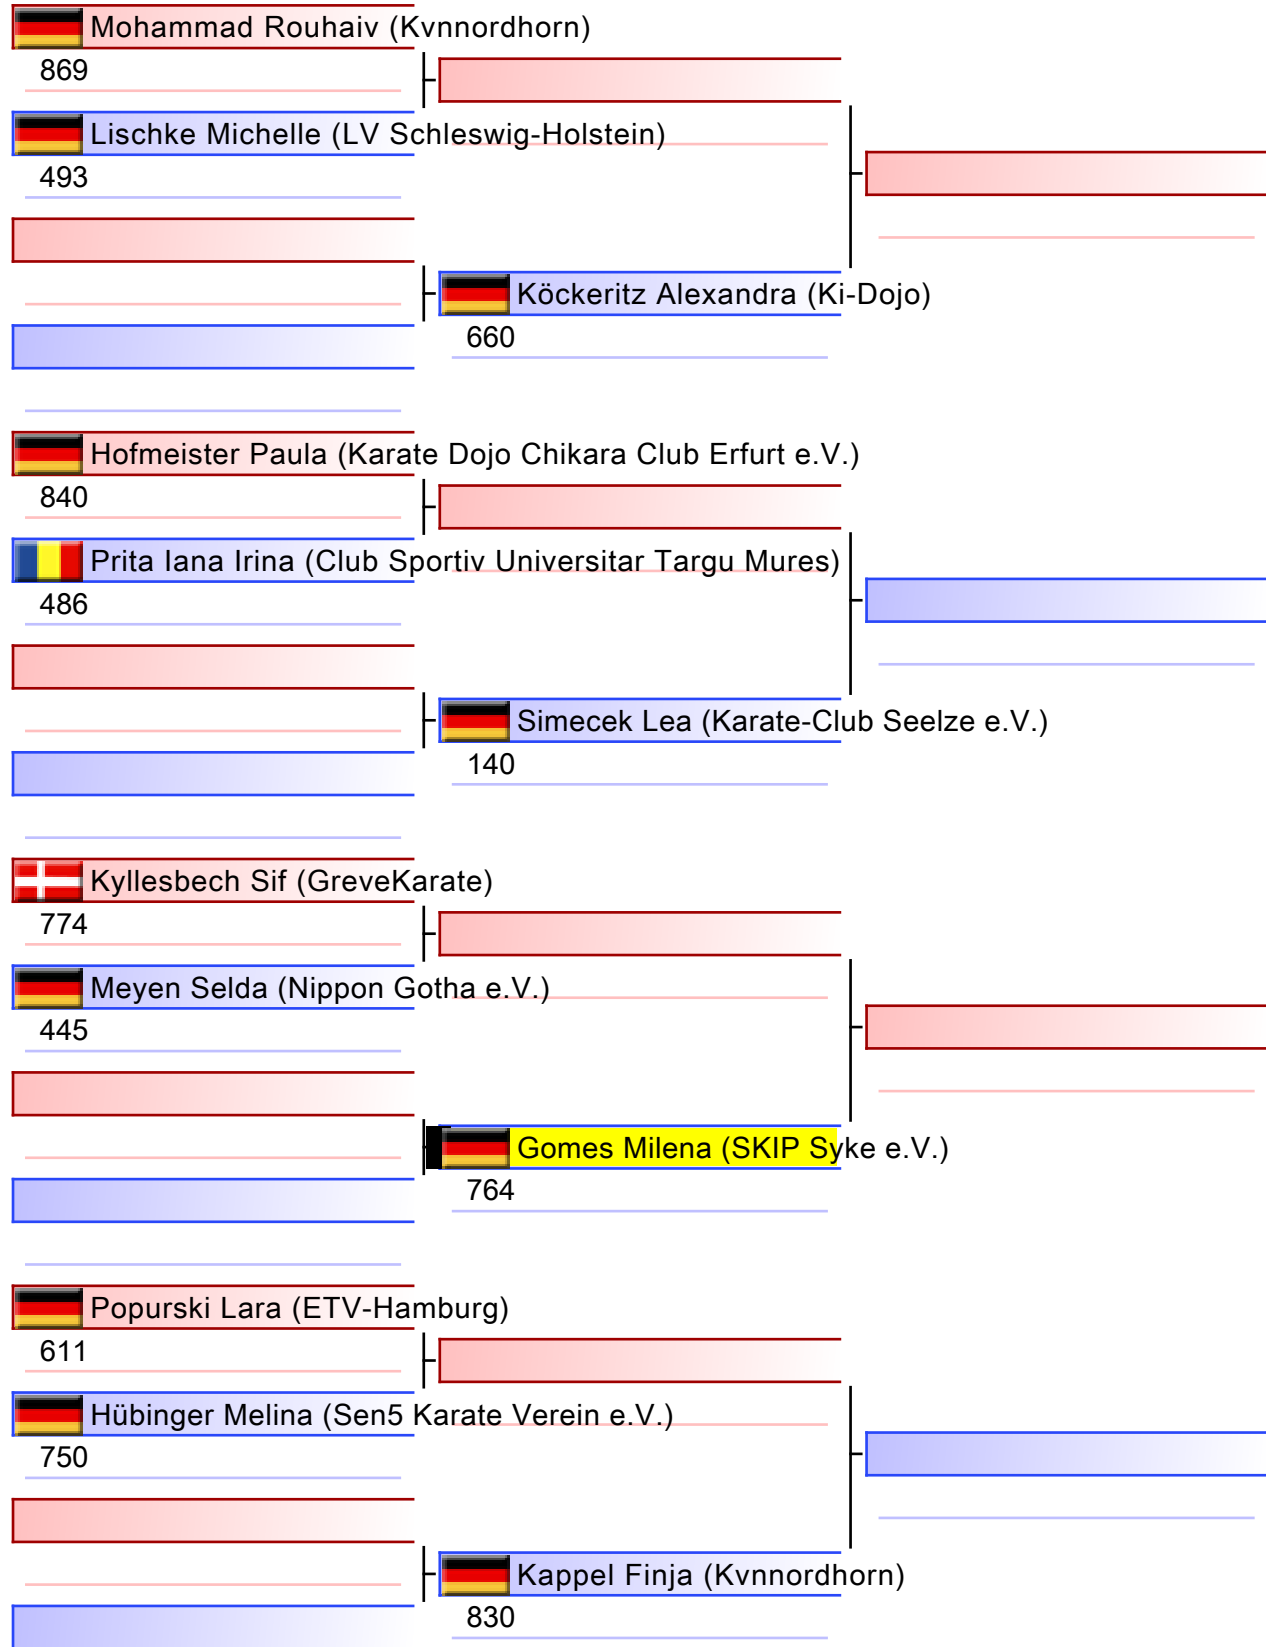 Mohammad Rouhaiv (Kvnnordhorn)
869
Lischke Michelle (LV Schleswig-Holstein)
493
Köckeritz Alexandra (Ki-Dojo)
660
Hofmeister Paula (Karate Dojo Chikara Club Erfurt e.V.)
840
Prita Iana Irina (Club Sportiv Universitar Targu Mures)
486
Simecek Lea (Karate-Club Seelze e.V.)
140
Kyllesbech Sif (GreveKarate)
774
Meyen Selda (Nippon Gotha e.V.)
445
Gomes Milena (SKIP Syke e.V.)
764
Popurski Lara (ETV-Hamburg)
611
Hübinger Melina (Sen5 Karate Verein e.V.)
750
Kappel Finja (Kvnnordhorn)
830